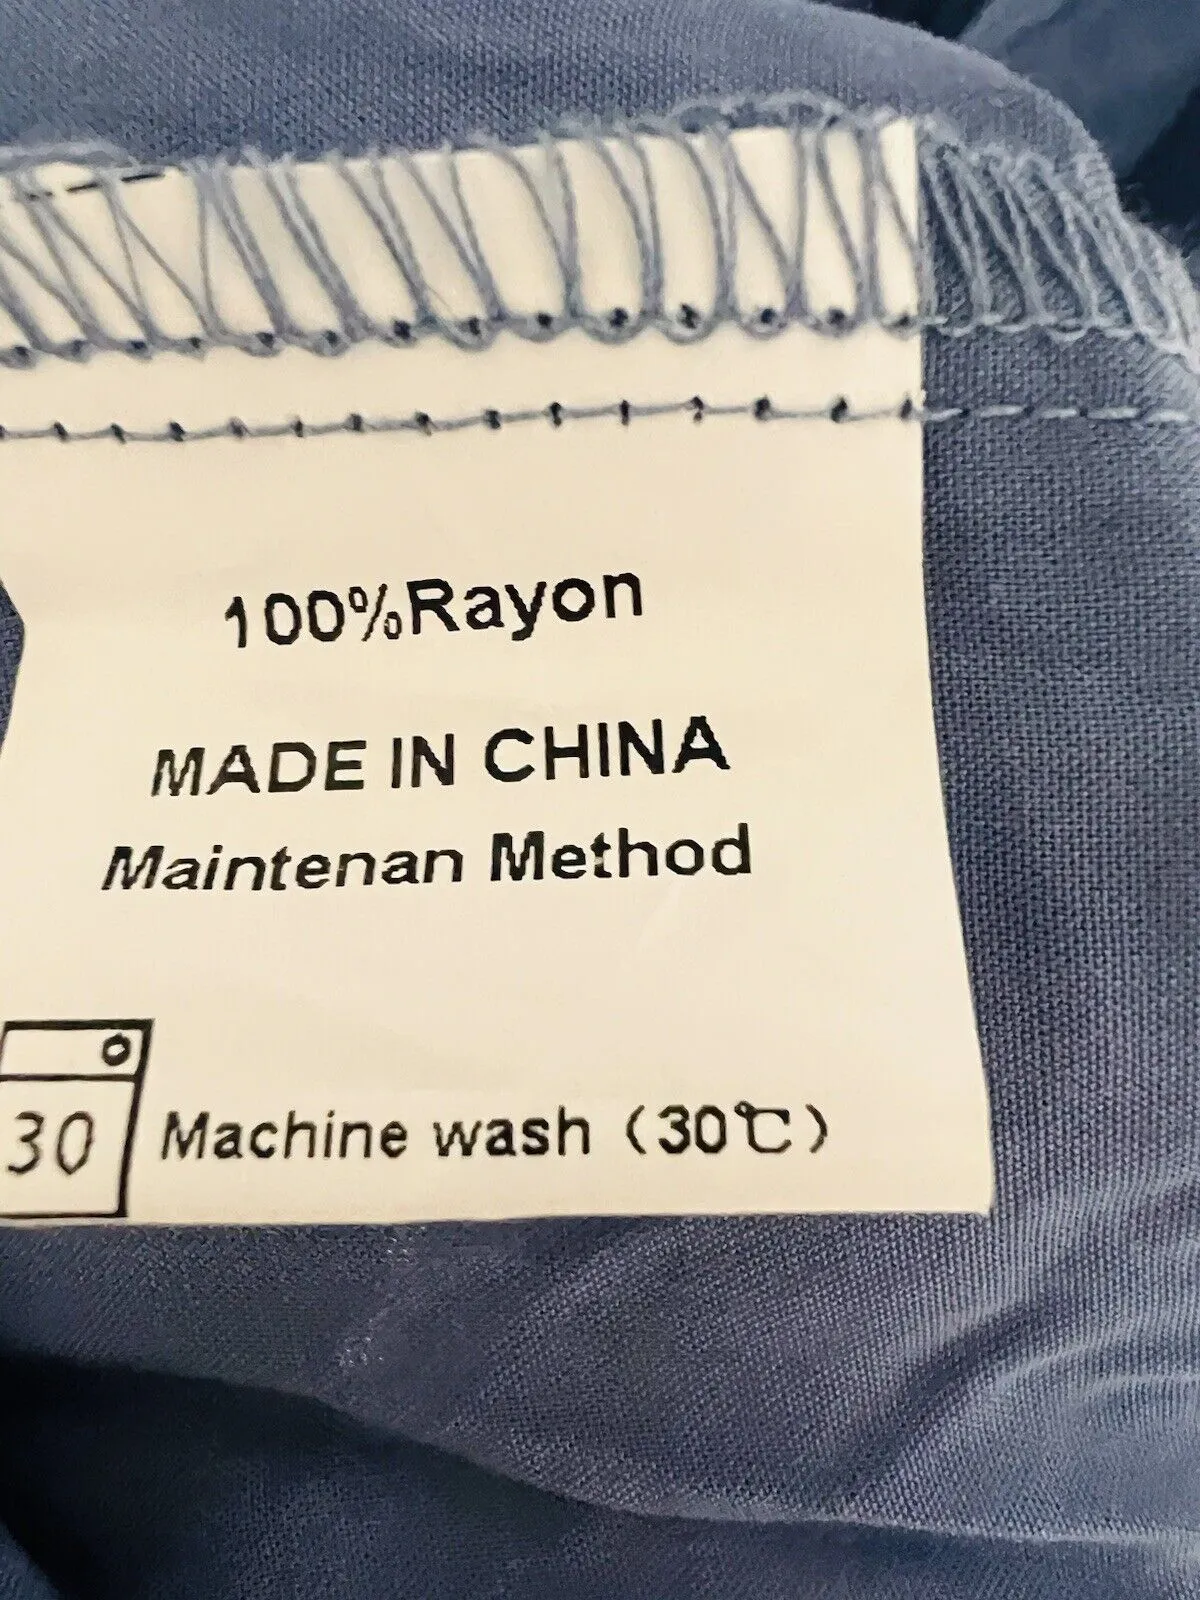 100%Rayon
MADE IN CHINA
Maintenan Method
30 Machine wash (30℃)